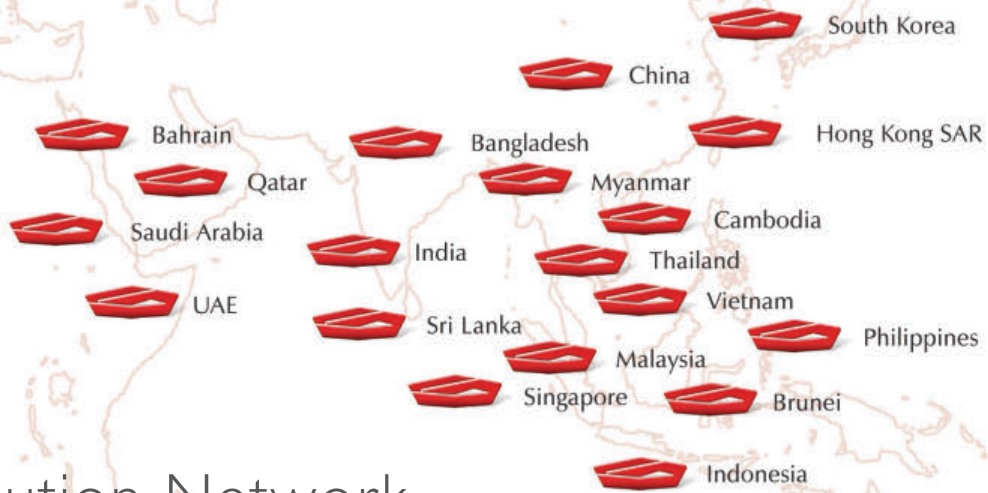 South Korea
China
Bahrain
Bangladesh
Hong Kong SAR
Qatar
Myanmar
Cambodia
Saudi Arabia
India
Thailand
UAE
Vietnam
Sri Lanka
Philippines
Malaysia
Singapore
Brunei
Indonesia
Network